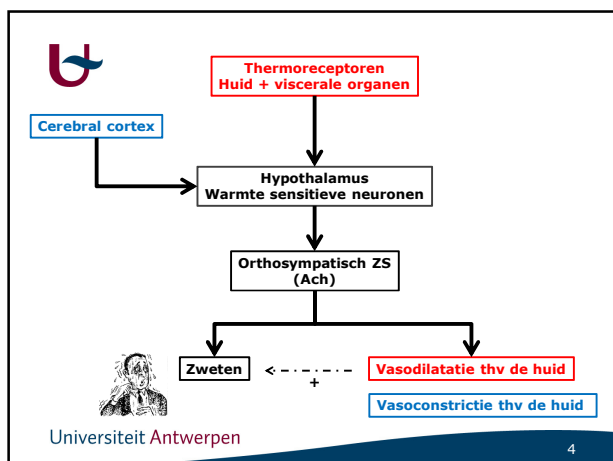 Thermoreceptoren
Huid + viscerale organen
Cerebral cortex
Hypothalamus
Warmte sensitieve neuronen
Orthosympatisch ZS
(Ach)
Zweten
+
Vasodilatatie thv de huid
Vasoconstrictie thv de huid
Universiteit Antwerpen
4